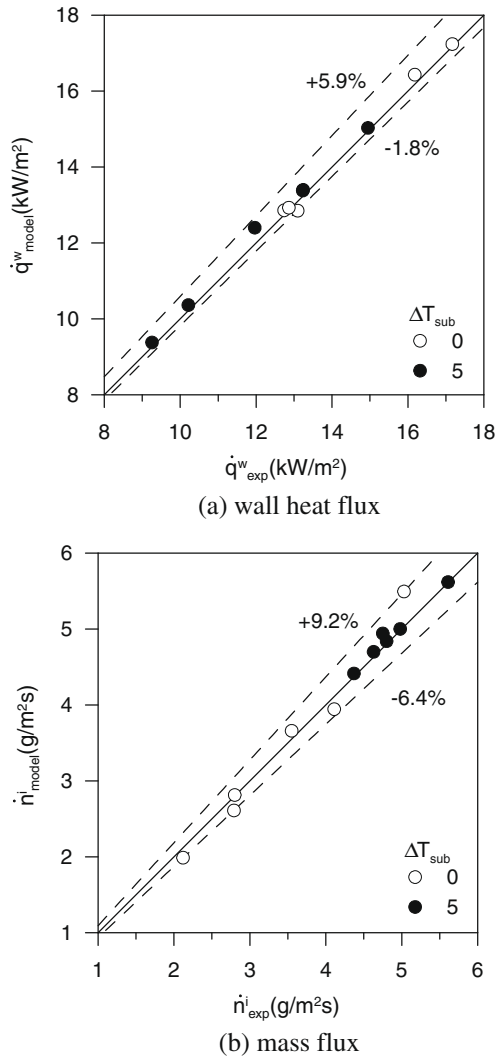 18
16
14
12
10
8
q̇ʷmodel(kW/m²)
+5.9%
-1.8%
ΔTsub
0
5
8 10 12 14 16 18
q̇ʷexp(kW/m²)
(a) wall heat flux
6
5
4
3
2
1
ṅⁱmodel(g/m²s)
+9.2%
-6.4%
ΔTsub
0
5
1 2 3 4 5 6
ṅⁱexp(g/m²s)
(b) mass flux